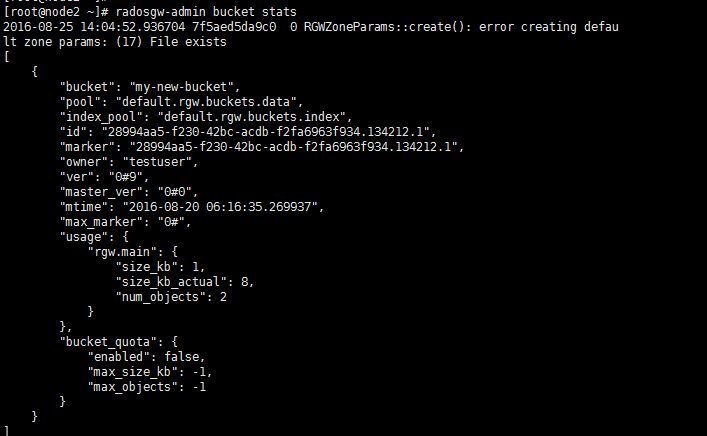 [root@node2 ~]# radosgw-admin bucket stats
2016-08-25 14:04:52.936704 7f5aed5da9c0  0 RGWZoneParams::create(): error creating defau
lt zone params: (17) File exists
[
    {
        "bucket": "my-new-bucket",
        "pool": "default.rgw.buckets.data",
        "index_pool": "default.rgw.buckets.index",
        "id": "28994aa5-f230-42bc-acdb-f2fa6963f934.134212.1",
        "marker": "28994aa5-f230-42bc-acdb-f2fa6963f934.134212.1",
        "owner": "testuser",
        "ver": "0#9",
        "master_ver": "0#0",
        "mtime": "2016-08-20 06:16:35.269937",
        "max_marker": "0#",
        "usage": {
            "rgw.main": {
                "size_kb": 1,
                "size_kb_actual": 8,
                "num_objects": 2
            }
        },
        "bucket_quota": {
            "enabled": false,
            "max_size_kb": -1,
            "max_objects": -1
        }
    }
]